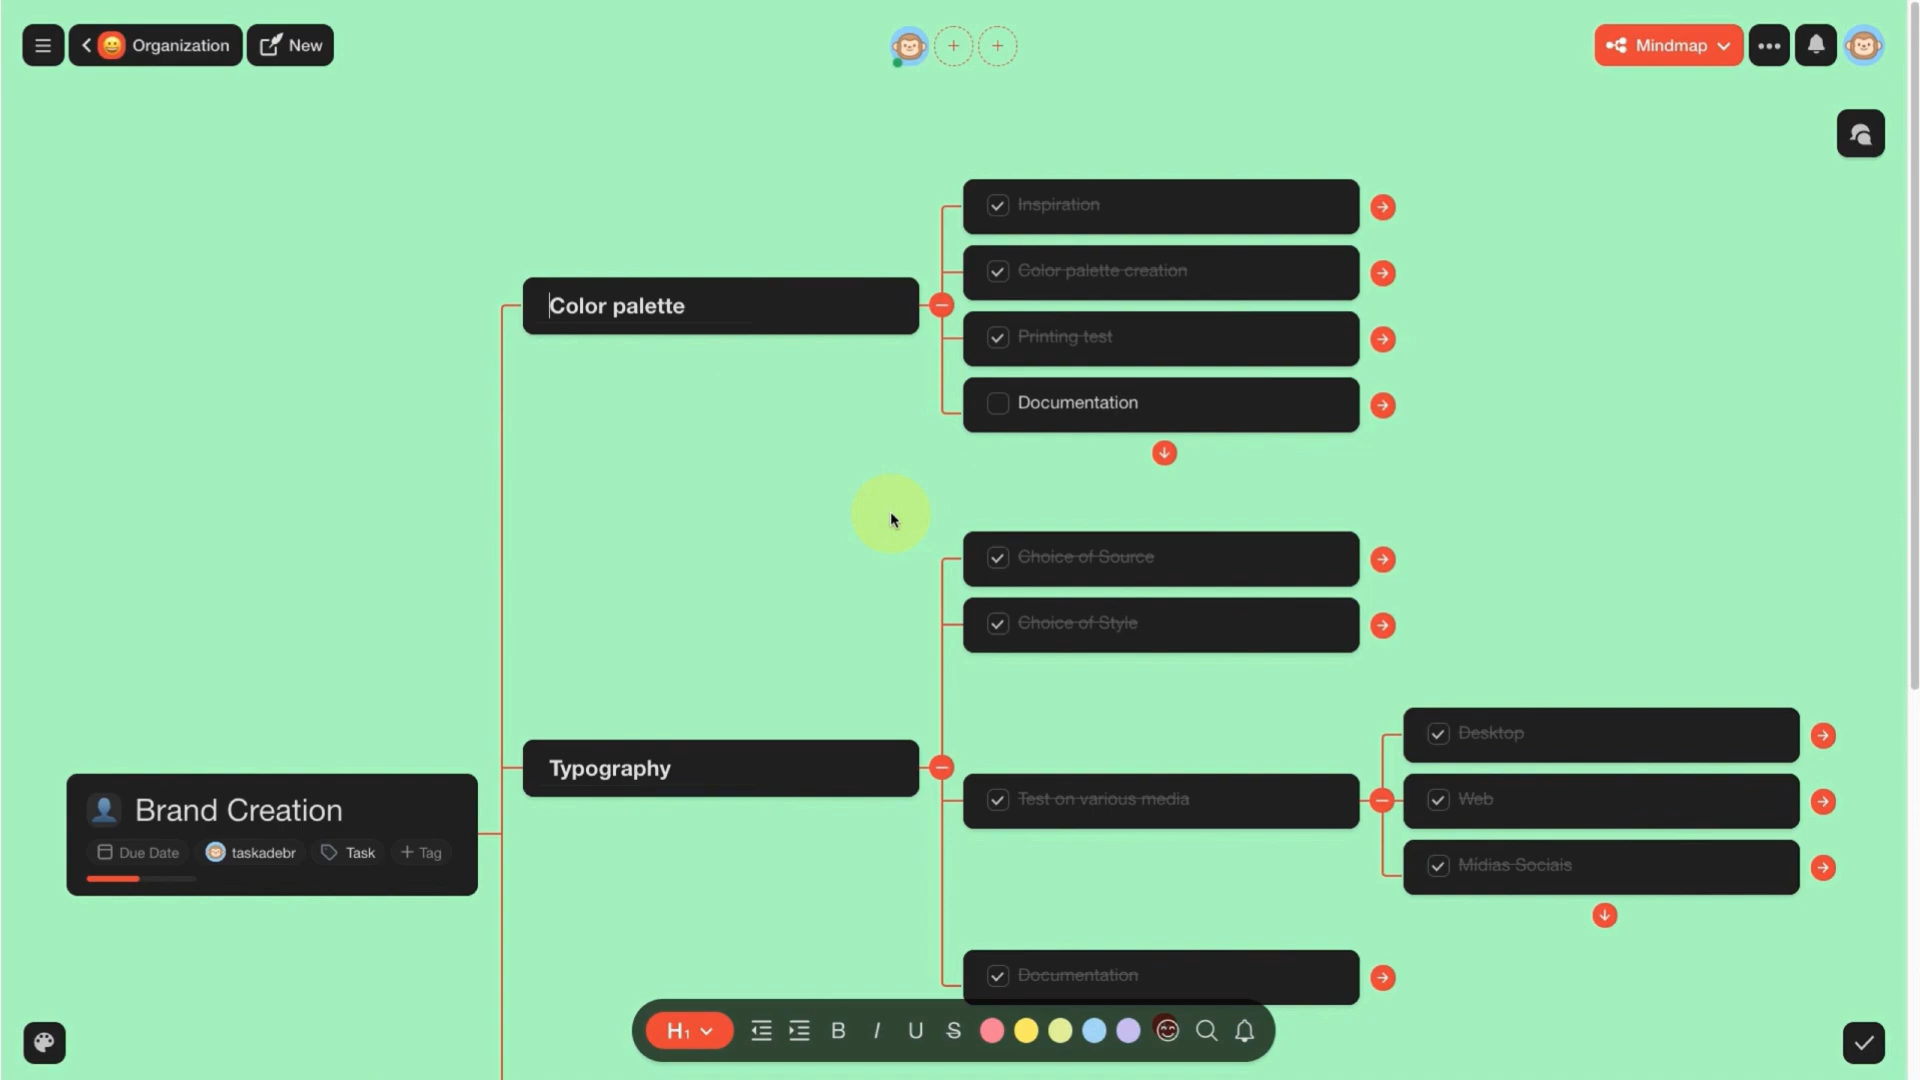 Organization
New
Mindmap
Inspiration
Color palette creation
Color palette
Printing test
Documentation
Choice of Source
Choice of Style
Desktop
Typography
Test on various media
Web
Brand Creation
Due Date
taskadebr
Task
+ Tag
Mídias Sociais
Documentation
H1
B
I
U
S